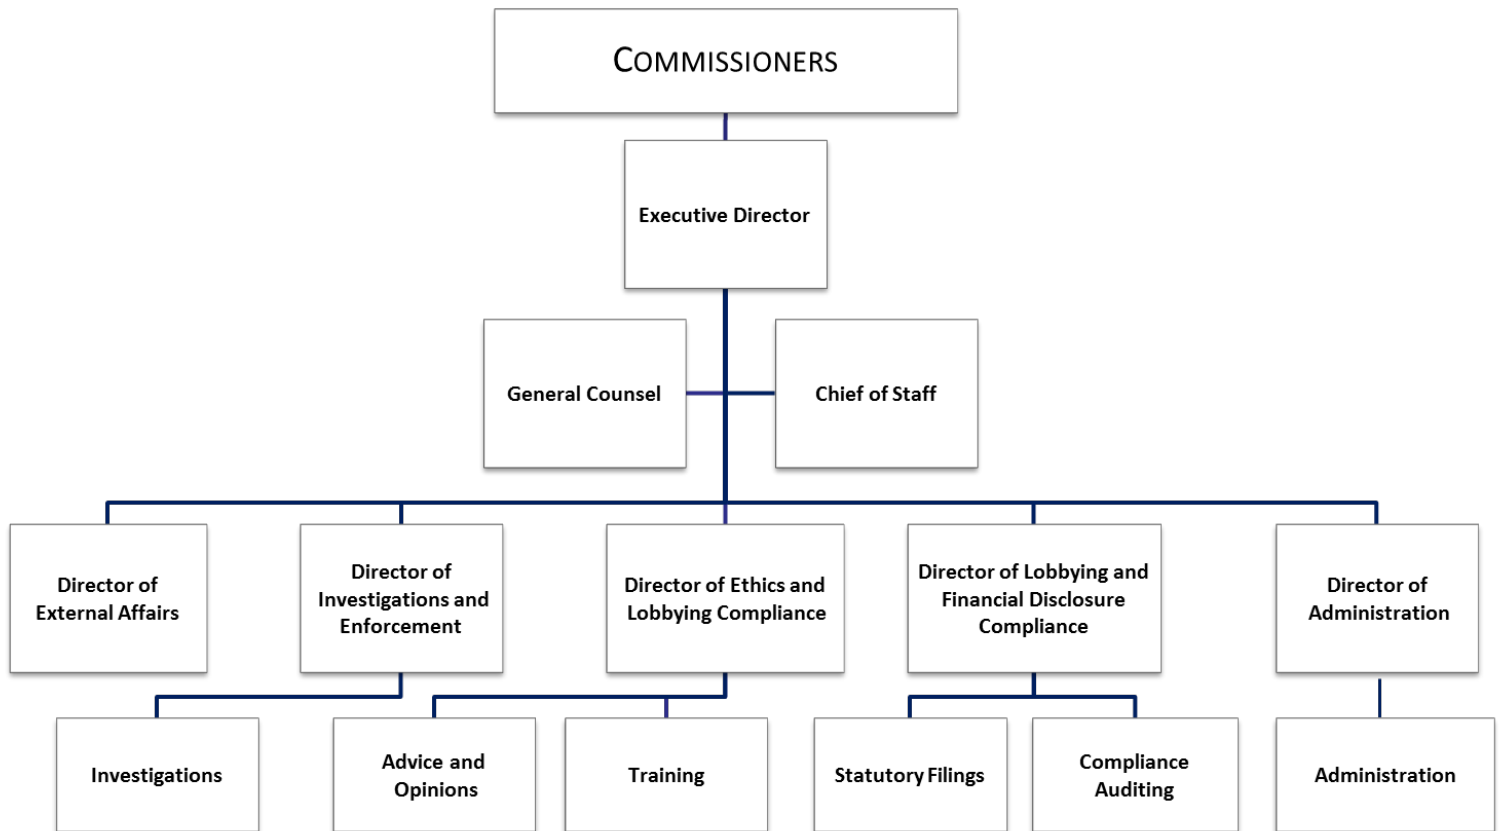 COMMISSIONERS
Executive Director
General Counsel
Chief of Staff
Director of
External Affairs
Director of
Investigations and
Enforcement
Director of Ethics and
Lobbying Compliance
Director of Lobbying and
Financial Disclosure
Compliance
Director of
Administration
Investigations
Advice and
Opinions
Training
Statutory Filings
Compliance
Auditing
Administration